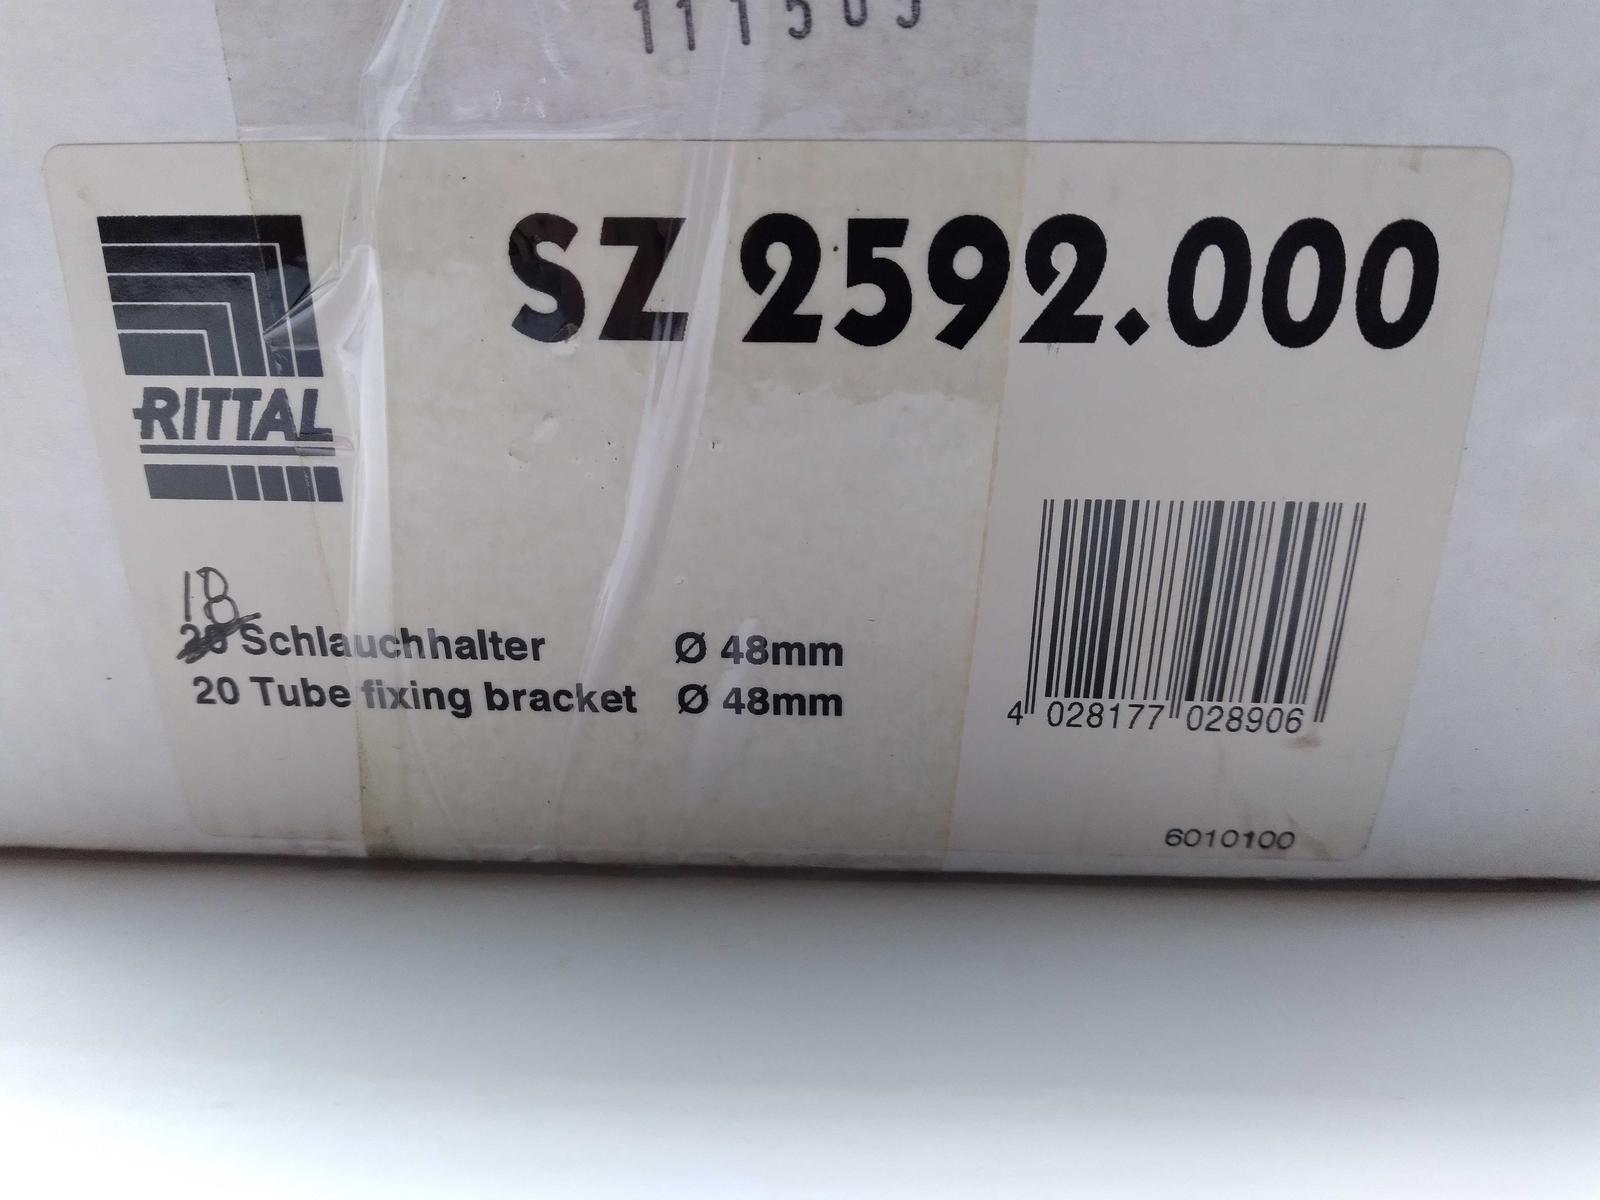 SZ 2592.000
RITTAL
18
20 Schlauchhalter Ø 48mm
20 Tube fixing bracket Ø 48mm
4 028177 028906
6010100